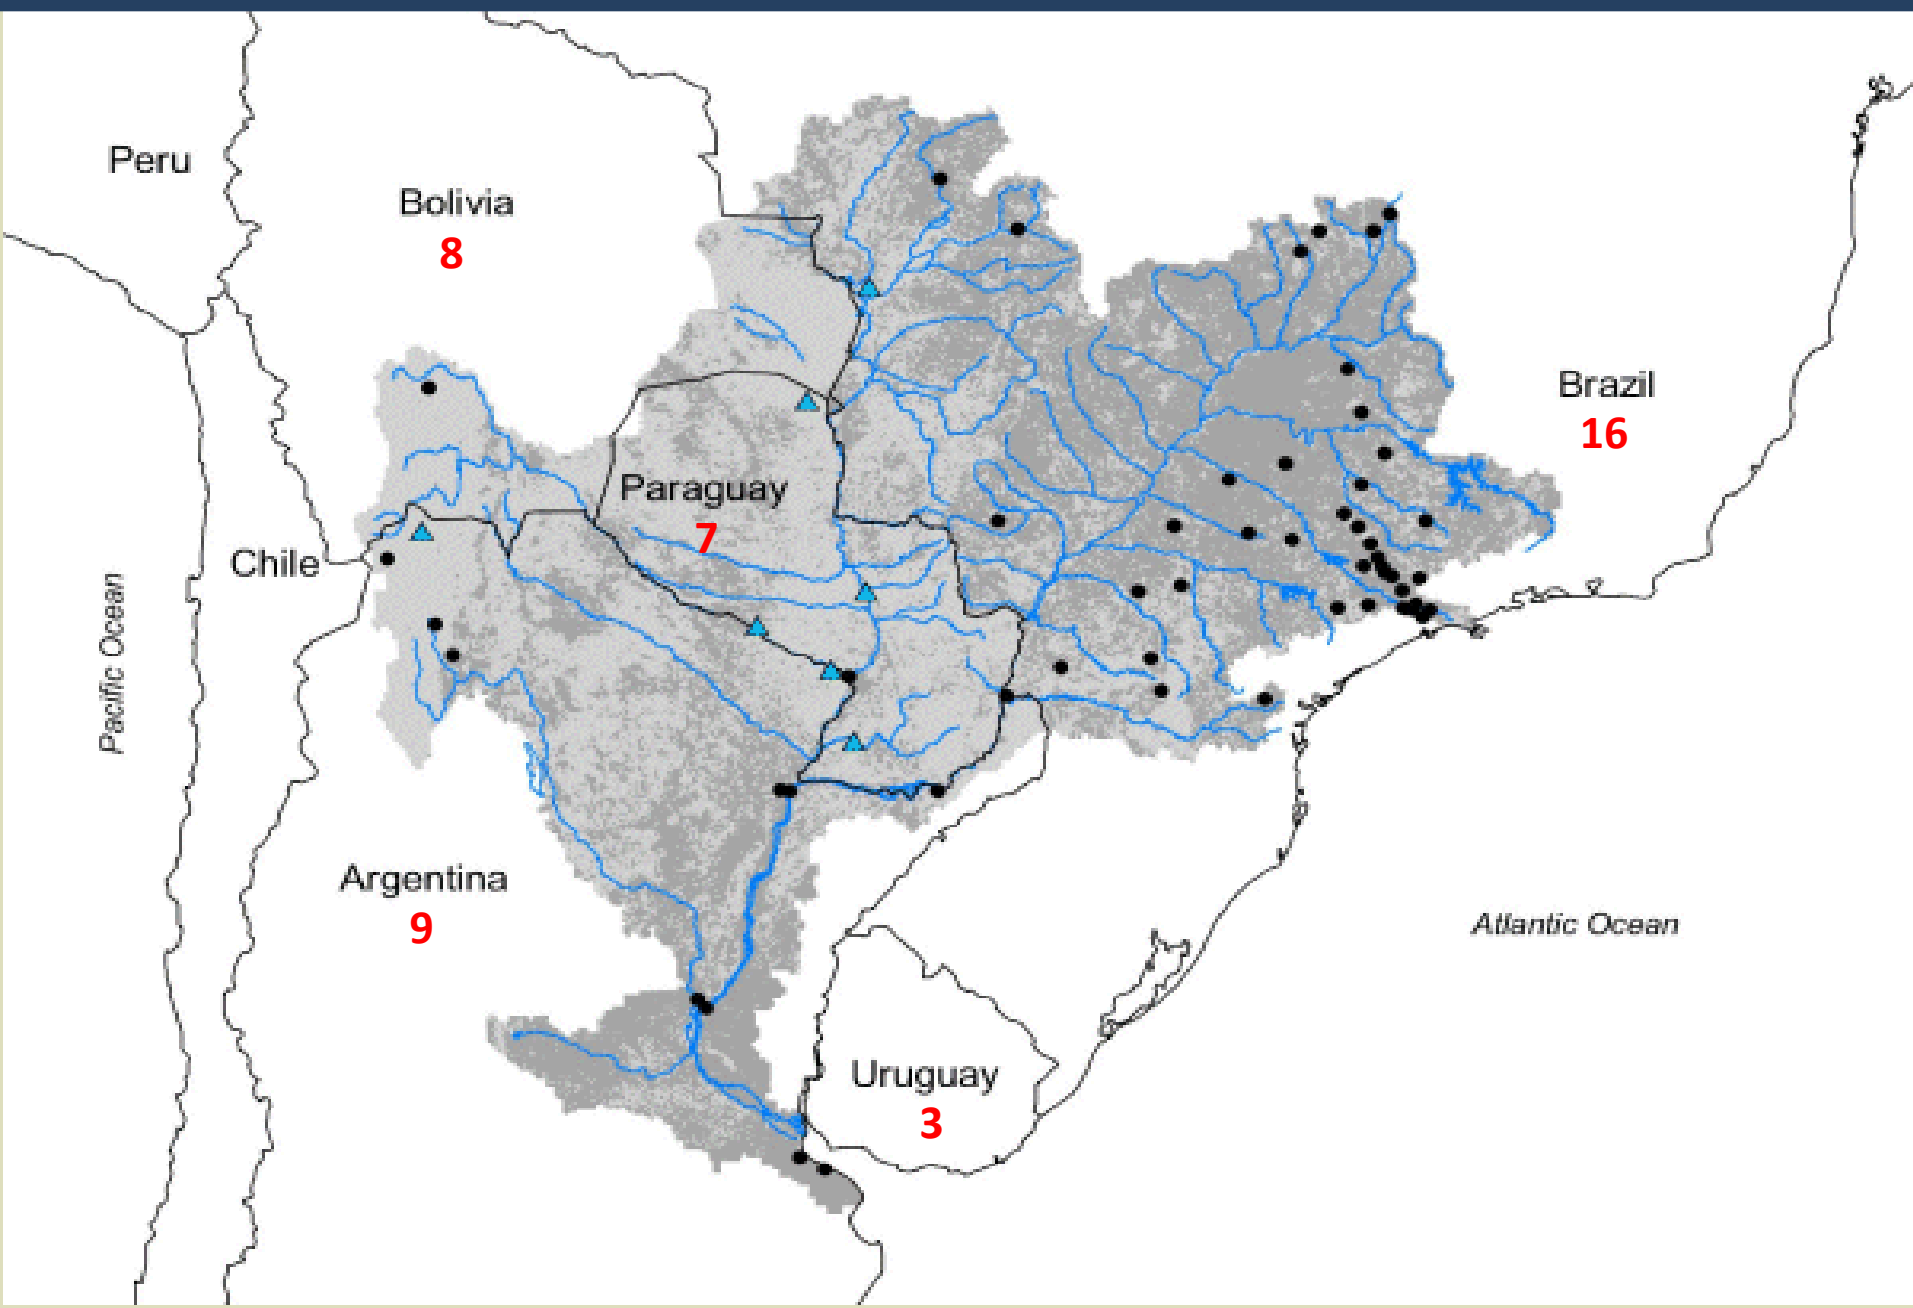 Peru
Bolivia
8
Brazil
16
Paraguay
7
Chile
Pacific Ocean
Argentina
9
Atlantic Ocean
Uruguay
3